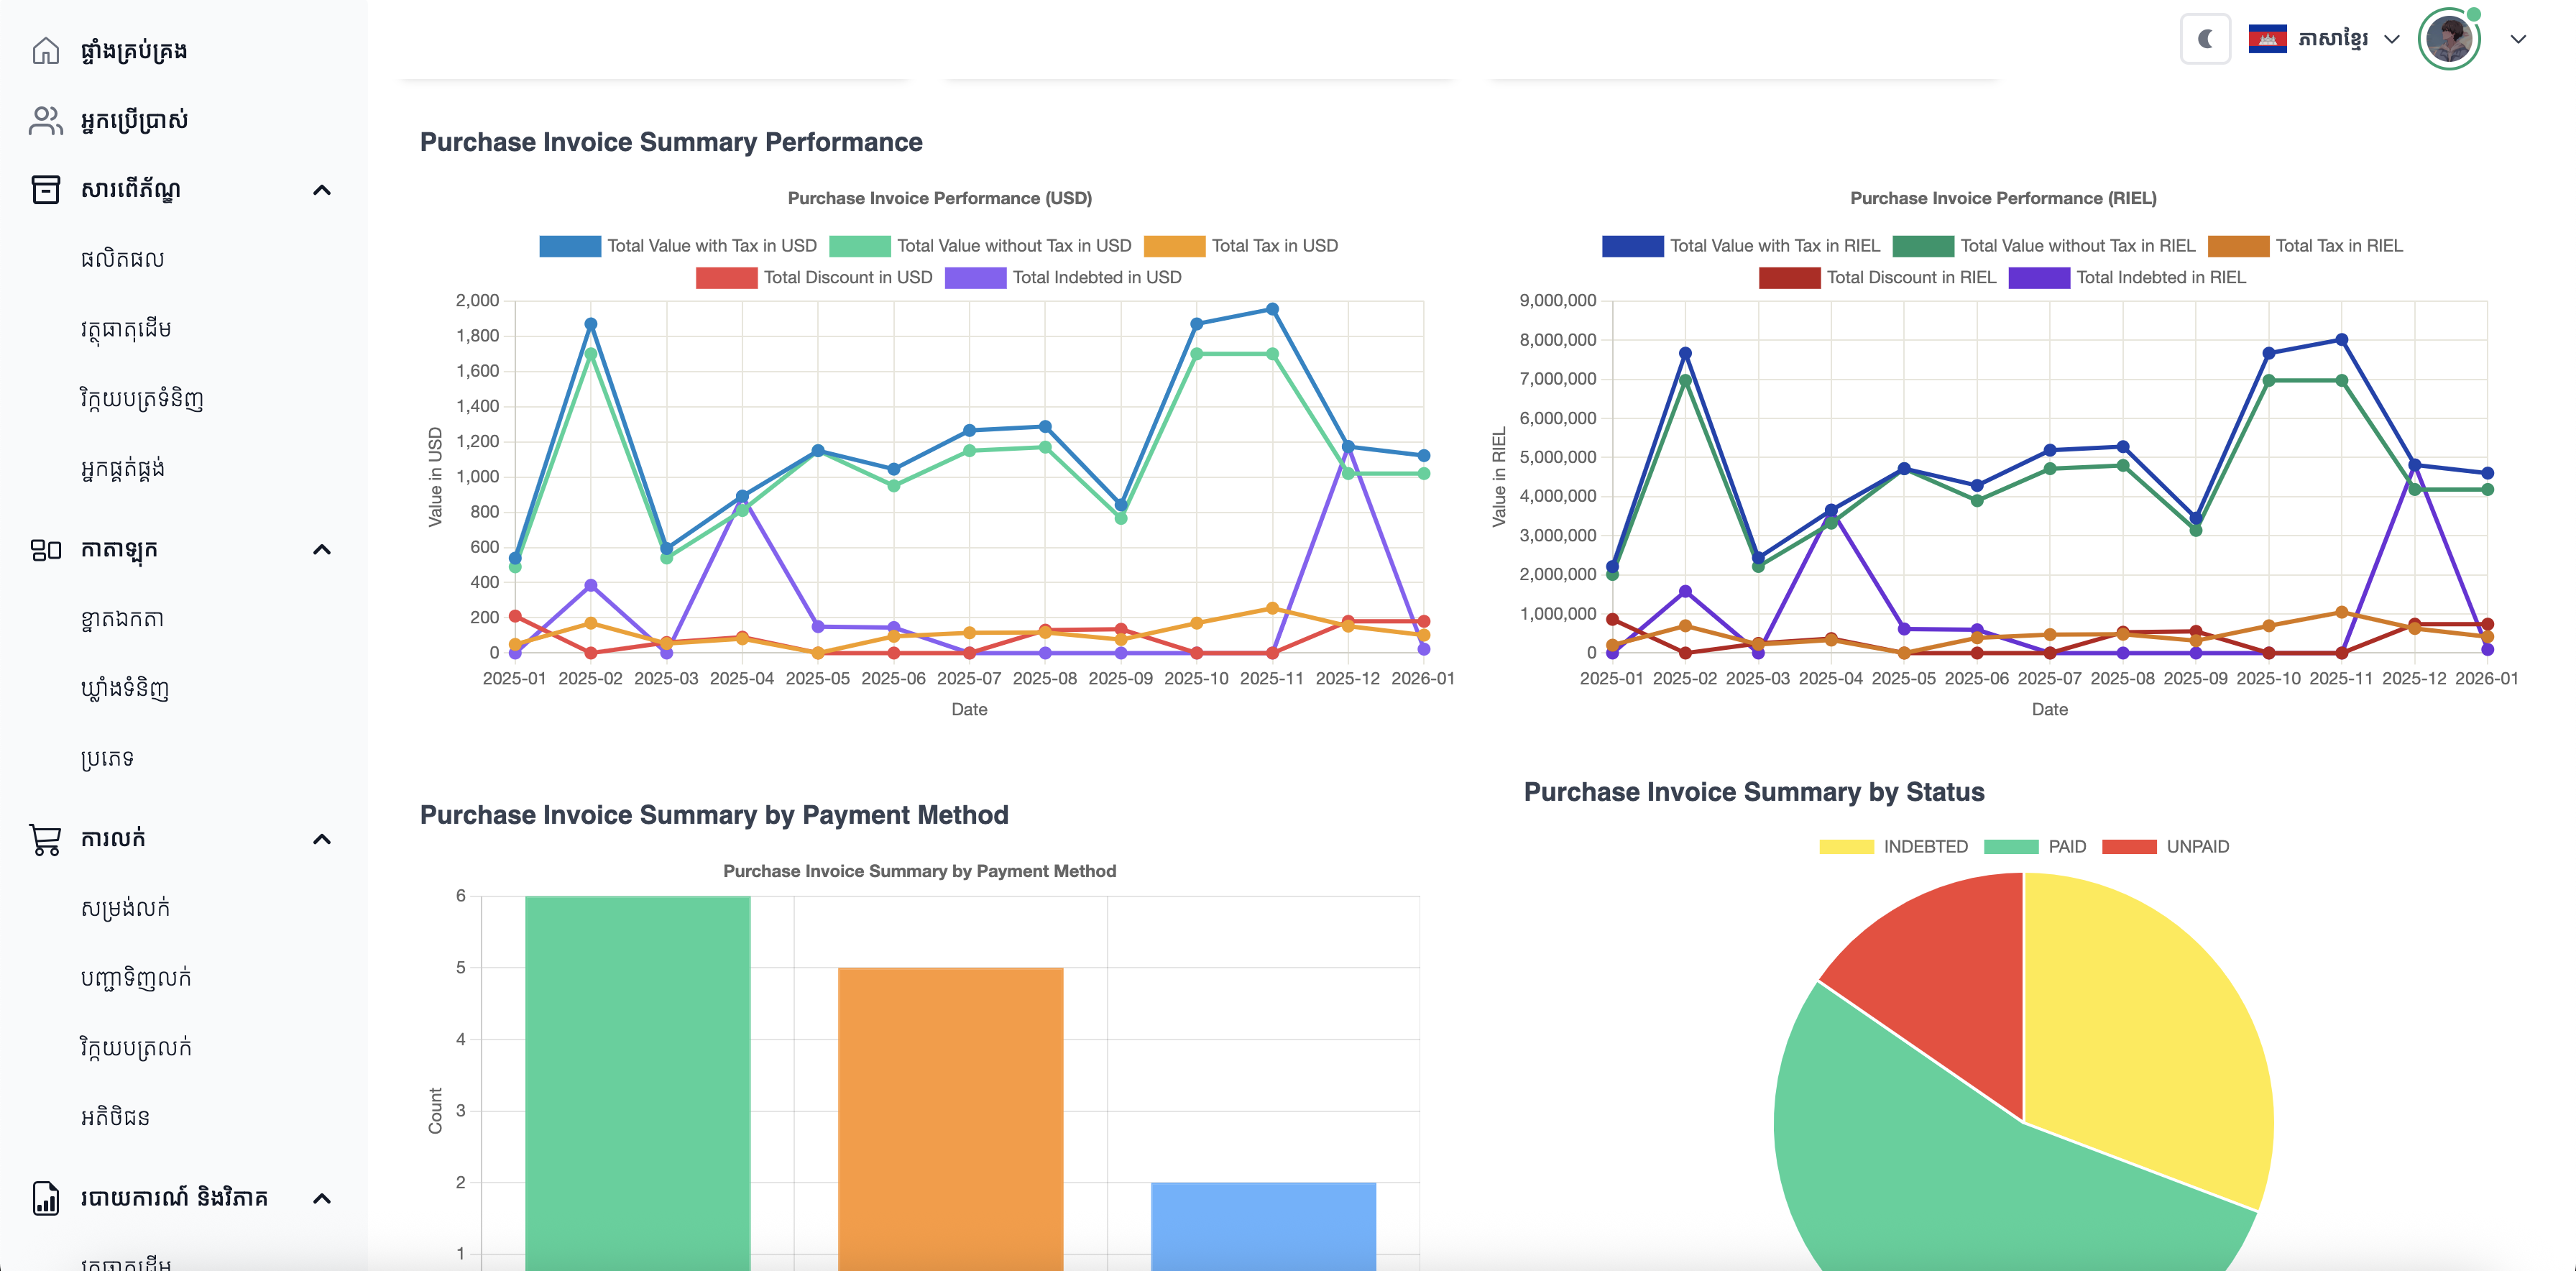 ផ្ទាំងគ្រប់គ្រង
អ្នកប្រើប្រាស់
សារពើភ័ណ្ឌ
ផលិតផល
វត្ថុធាតុដើម
វិក្កយបត្រទំនិញ
អ្នកផ្គត់ផ្គង់
កាតាឡុក
ខ្នាតឯកតា
ឃ្លាំងទំនិញ
ប្រភេទ
ការលក់
សម្រង់លក់
បញ្ជាទិញលក់
វិក្កយបត្រលក់
អតិថិជន
របាយការណ៍ និងវិភាគ
វត្ថុធាតុដើម
ភាសាខ្មែរ
Purchase Invoice Summary Performance
Purchase Invoice Performance (USD)
Total Value with Tax in USD Total Value without Tax in USD Total Tax in USD
Total Discount in USD Total Indebted in USD
Value in USD
2,000
1,800
1,600
1,400
1,200
1,000
800
600
400
200
0
2025-01 2025-02 2025-03 2025-04 2025-05 2025-06 2025-07 2025-08 2025-09 2025-10 2025-11 2025-12 2026-01
Date
Purchase Invoice Performance (RIEL)
Total Value with Tax in RIEL Total Value without Tax in RIEL Total Tax in RIEL
Total Discount in RIEL Total Indebted in RIEL
Value in RIEL
9,000,000
8,000,000
7,000,000
6,000,000
5,000,000
4,000,000
3,000,000
2,000,000
1,000,000
0
2025-01 2025-02 2025-03 2025-04 2025-05 2025-06 2025-07 2025-08 2025-09 2025-10 2025-11 2025-12 2026-01
Date
Purchase Invoice Summary by Payment Method
Purchase Invoice Summary by Payment Method
Count
6
5
4
3
2
1
Purchase Invoice Summary by Status
INDEBTED PAID UNPAID